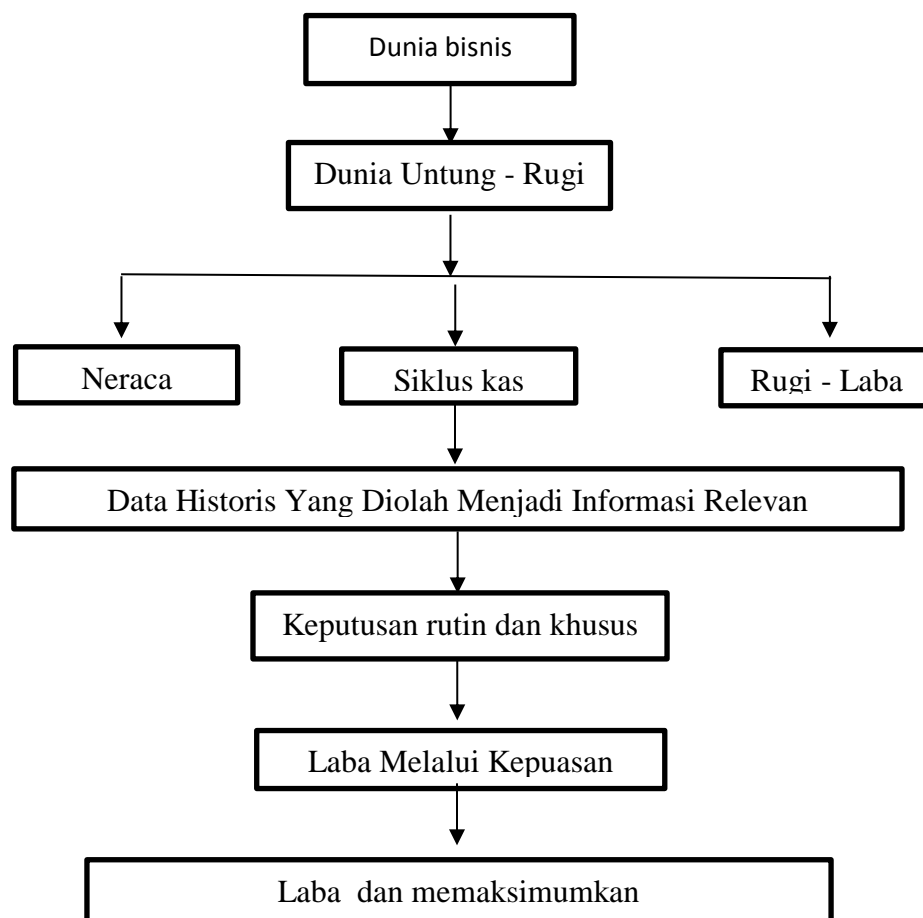 Dunia bisnis
Dunia Untung - Rugi
Neraca
Siklus kas
Rugi - Laba
Data Historis Yang Diolah Menjadi Informasi Relevan
Keputusan rutin dan khusus
Laba Melalui Kepuasan
Laba dan memaksimumkan